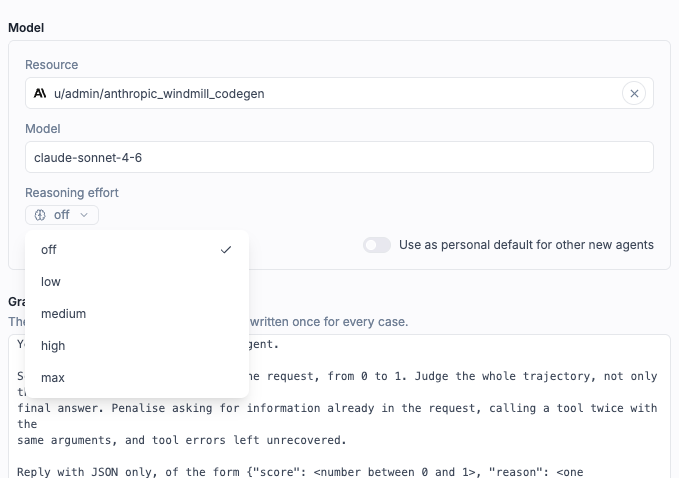 Model
Resource
u/admin/anthropic_windmill_codegen
Model
claude-sonnet-4-6
Reasoning effort
off
off
low
medium
high
max
Use as personal default for other new agents
Gra
The
written once for every case.
Y
gent.
S
he request, from 0 to 1. Judge the whole trajectory, not only
th
final answer. Penalise asking for information already in the request, calling a tool twice with
the
same arguments, and tool errors left unrecovered.
Reply with JSON only, of the form {"score": <number between 0 and 1>, "reason": <one